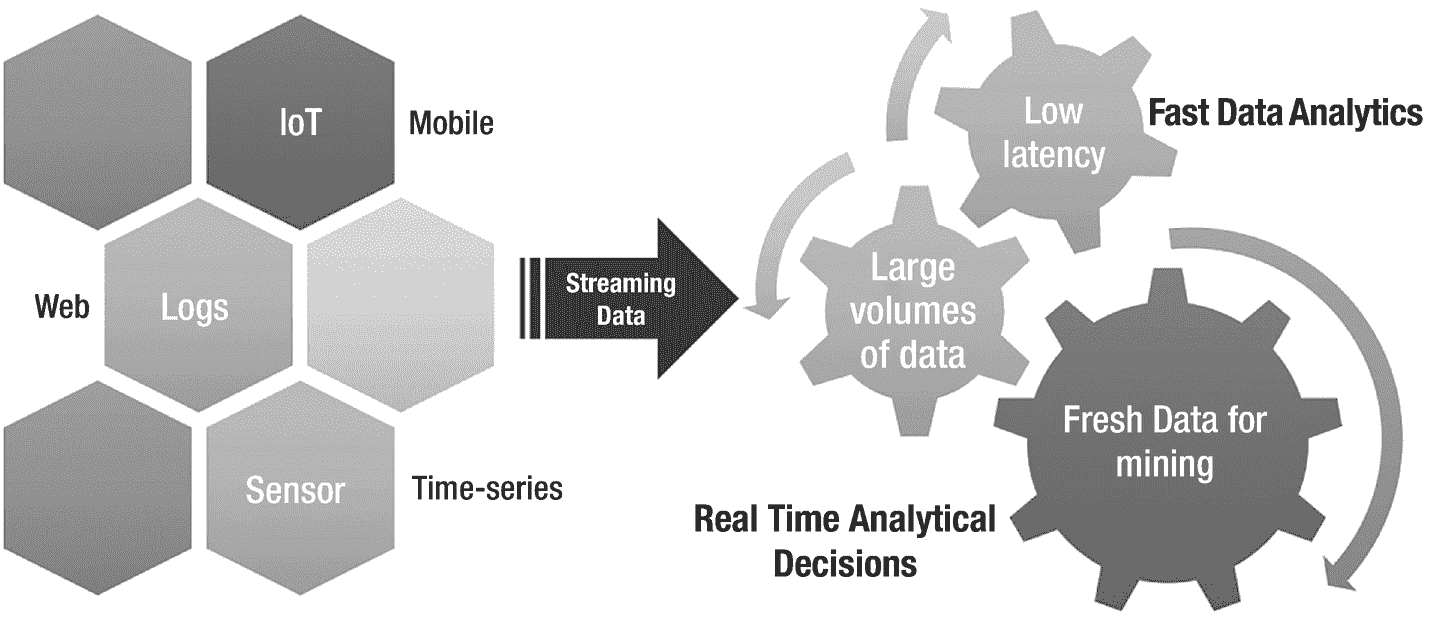 IoT
Mobile
Web
Logs
Sensor
Time-series
Streaming
Data
Low
latency
Fast Data Analytics
Large
volumes
of data
Fresh Data for
mining
Real Time Analytical
Decisions